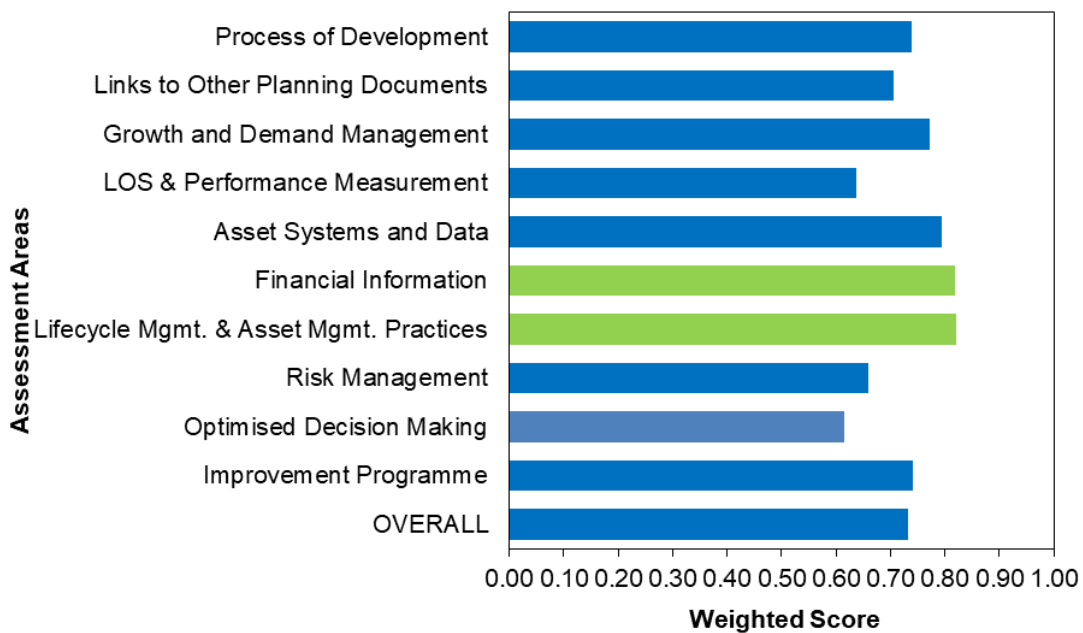 Process of Development
Links to Other Planning Documents
Growth and Demand Management
LOS & Performance Measurement
Asset Systems and Data
Financial Information
Lifecycle Mgmt. & Asset Mgmt. Practices
Risk Management
Optimised Decision Making
Improvement Programme
OVERALL
Assessment Areas
0.00 0.10 0.20 0.30 0.40 0.50 0.60 0.70 0.80 0.90 1.00
Weighted Score